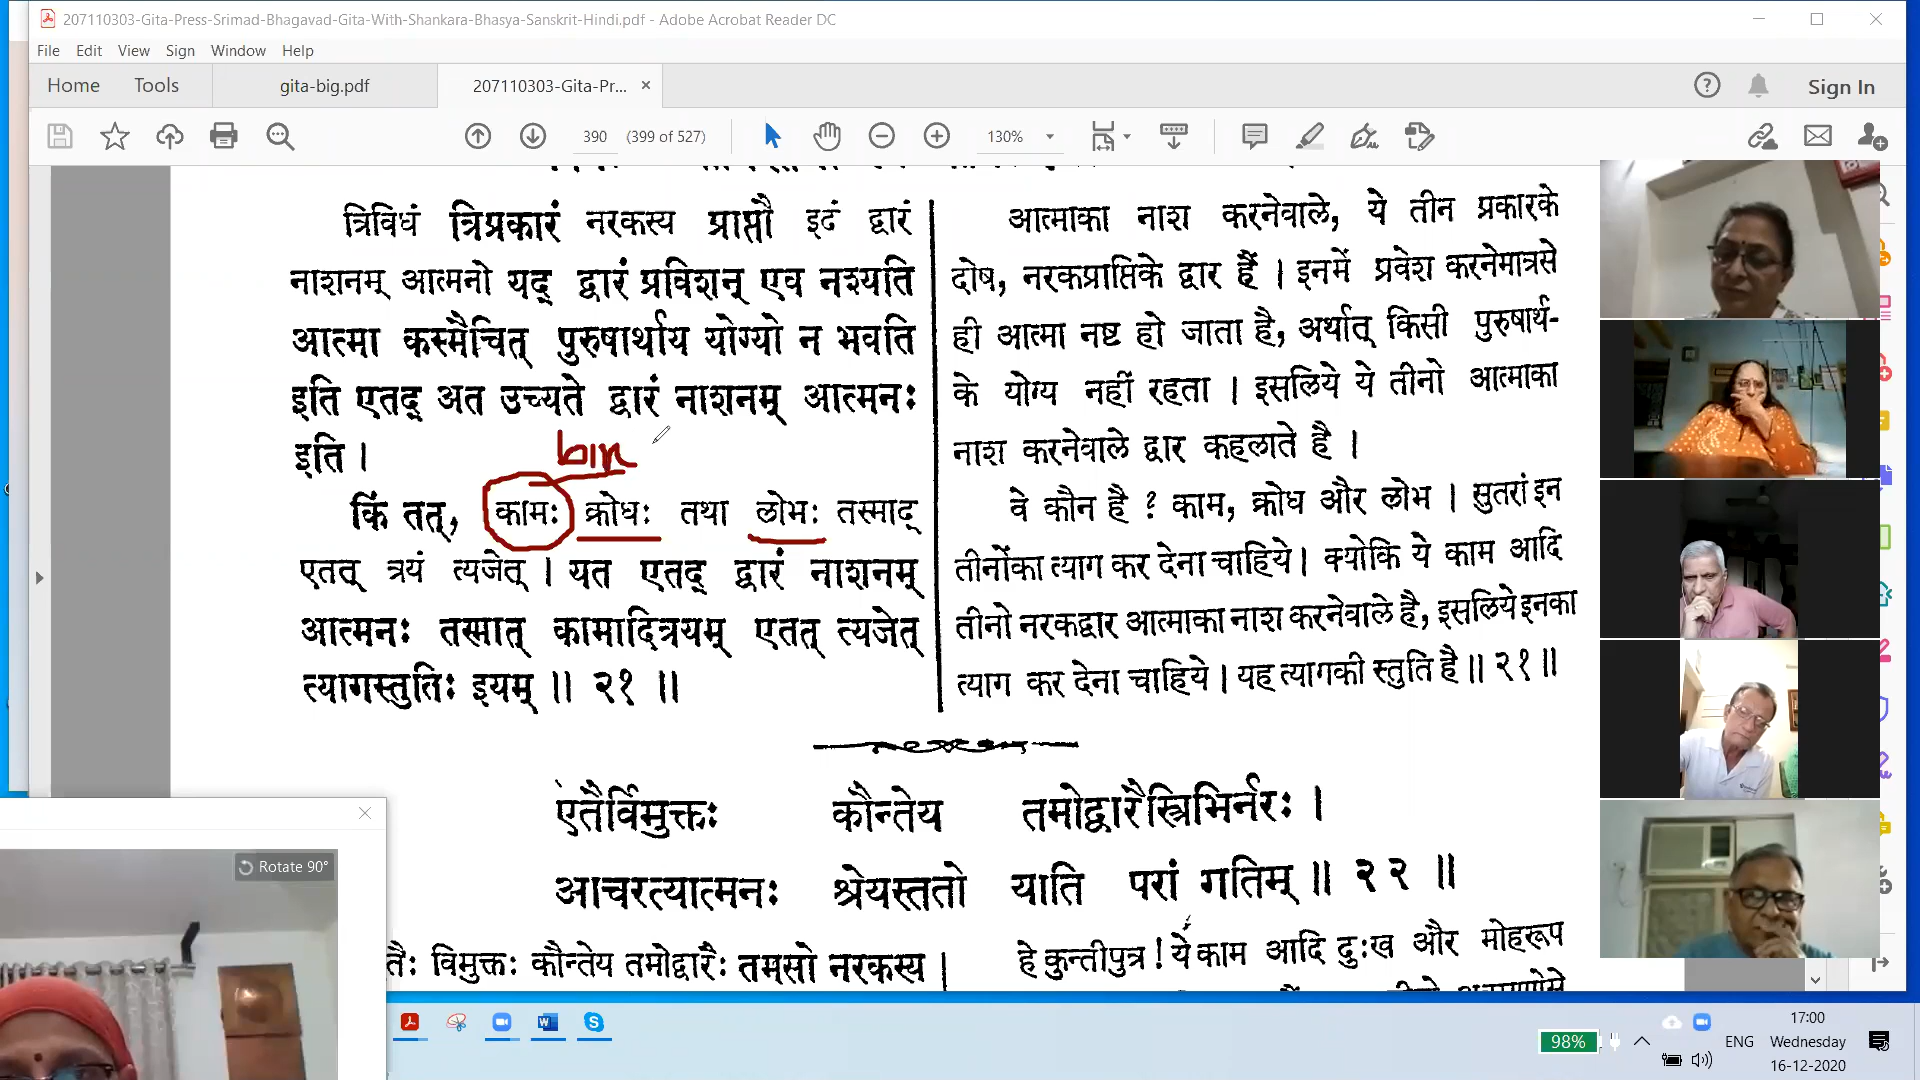 207110303-Gita-Press-Srimad-Bhagavad-Gita-With-Shankara-Bhasya-Sanskrit-Hindi.pdf - Adobe Acrobat Reader DC
File Edit View Sign Window Help
Home Tools gita-big.pdf 207110303-Gita-Pr... × Sign In
390 (399 of 527) 130%
त्रिविधं त्रिप्रकारं नरकस्य प्राप्तौ इदं द्वारं
नाशनम् आत्मनो यद् द्वारं प्रविशन् एव नश्यति
आत्मा कस्मैचित् पुरुषार्थाय योग्यो न भवति
इति एतद् अत उच्यते द्वारं नाशनम् आत्मनः
इति ।
bin
किं तत्, कामः क्रोधः तथा लोभः तस्माद्
एतत् त्रयं त्यजेत् । यत एतद् द्वारं नाशनम्
आत्मनः तस्मात् कामादित्रयम् एतत् त्यजेत्
त्यागस्तुतिः इयम् ॥ २१ ॥
आत्माका नाश करनेवाले, ये तीन प्रकारके
दोष, नरकप्राप्तिके द्वार हैं । इनमें प्रवेश करनेमात्रसे
ही आत्मा नष्ट हो जाता है, अर्थात् किसी पुरुषार्थ-
के योग्य नहीं रहता । इसलिये ये तीनो आत्माका
नाश करनेवाले द्वार कहलाते है ।
वे कौन है ? काम, क्रोध और लोभ । सुतरां इन
तीनोंका त्याग कर देना चाहिये । क्योकि ये काम आदि
तीनो नरकद्वार आत्माका नाश करनेवाले है, इसलिये इनका
त्याग कर देना चाहिये । यह त्यागकी स्तुति है ॥ २१ ॥
एतैर्विमुक्तः कौन्तेय तमोद्वारैस्त्रिभिर्नरः ।
आचरत्यात्मनः श्रेयस्ततो याति परां गतिम् ॥ २२ ॥
तैः विमुक्तः कौन्तेय तमोद्वारैः तमसो नरकस्य
हे कुन्तीपुत्र ! ये काम आदि दुःख और मोहरूप
Rotate 90°
98% ENG
17:00
Wednesday
16-12-2020